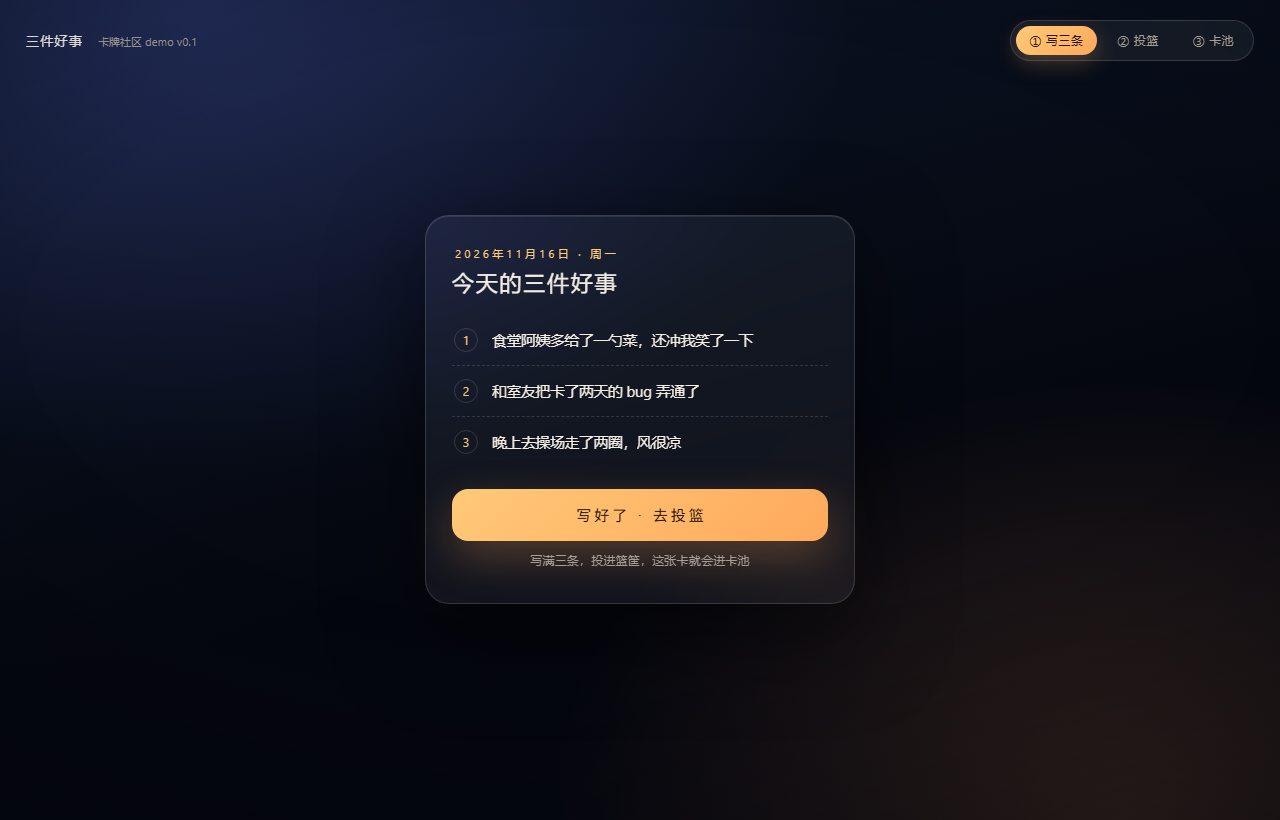 三件好事 卡牌社区 demo v0.1
① 写三条 ② 投篮 ③ 卡池
2026年11月16日 · 周一
今天的三件好事
1 食堂阿姨多给了一勺菜，还冲我笑了一下
2 和室友把卡了两天的 bug 弄通了
3 晚上去操场走了两圈，风很凉
写好了 · 去投篮
写满三条，投进篮筐，这张卡就会进卡池